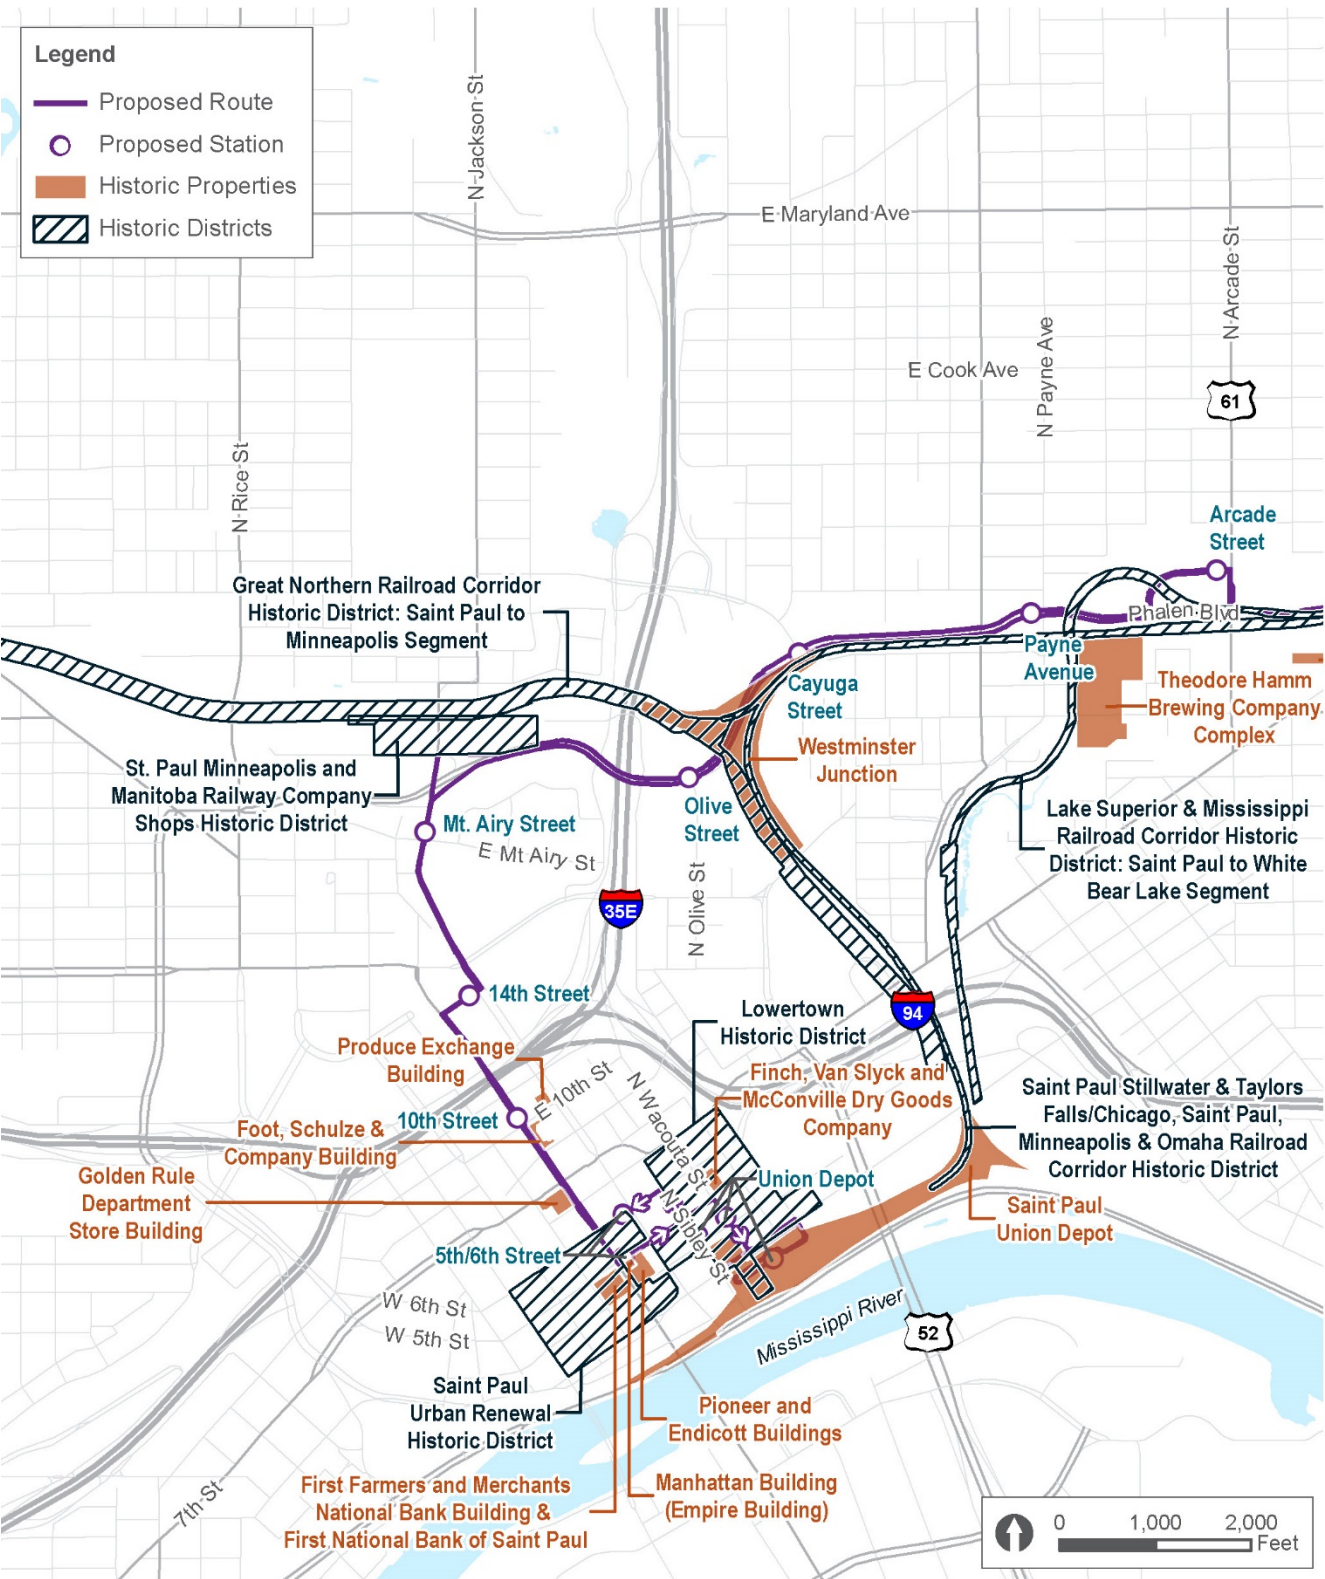 Legend
Proposed Route
Proposed Station
Historic Properties
Historic Districts
N Jackson St
E Maryland Ave
N Arcade St
E Cook Ave
N Payne Ave
61
N Rice St
Arcade
Street
Great Northern Railroad Corridor
Historic District: Saint Paul to
Minneapolis Segment
Phalen Blvd
Payne
Avenue
Cayuga
Street
Theodore Hamm
Brewing Company
Complex
Westminster
Junction
St. Paul Minneapolis and
Manitoba Railway Company
Shops Historic District
Olive
Street
Mt. Airy Street
E Mt Airy St
Lake Superior & Mississippi
Railroad Corridor Historic
District: Saint Paul to White
Bear Lake Segment
35E
N Olive St
14th Street
94
Lowertown
Historic District
Produce Exchange
Building
E 10th St
N Wacouta St
Finch, Van Slyck and
McConville Dry Goods
Company
Saint Paul Stillwater & Taylors
Falls/Chicago, Saint Paul,
Minneapolis & Omaha Railroad
Corridor Historic District
10th Street
Foot, Schulze &
Company Building
Golden Rule
Department
Store Building
Union Depot
N Sibley St
Saint Paul
Union Depot
5th/6th Street
W 6th St
W 5th St
Mississippi River
52
Saint Paul
Urban Renewal
Historic District
Pioneer and
Endicott Buildings
First Farmers and Merchants
National Bank Building &
First National Bank of Saint Paul
Manhattan Building
(Empire Building)
7th St
0 1,000 2,000
Feet